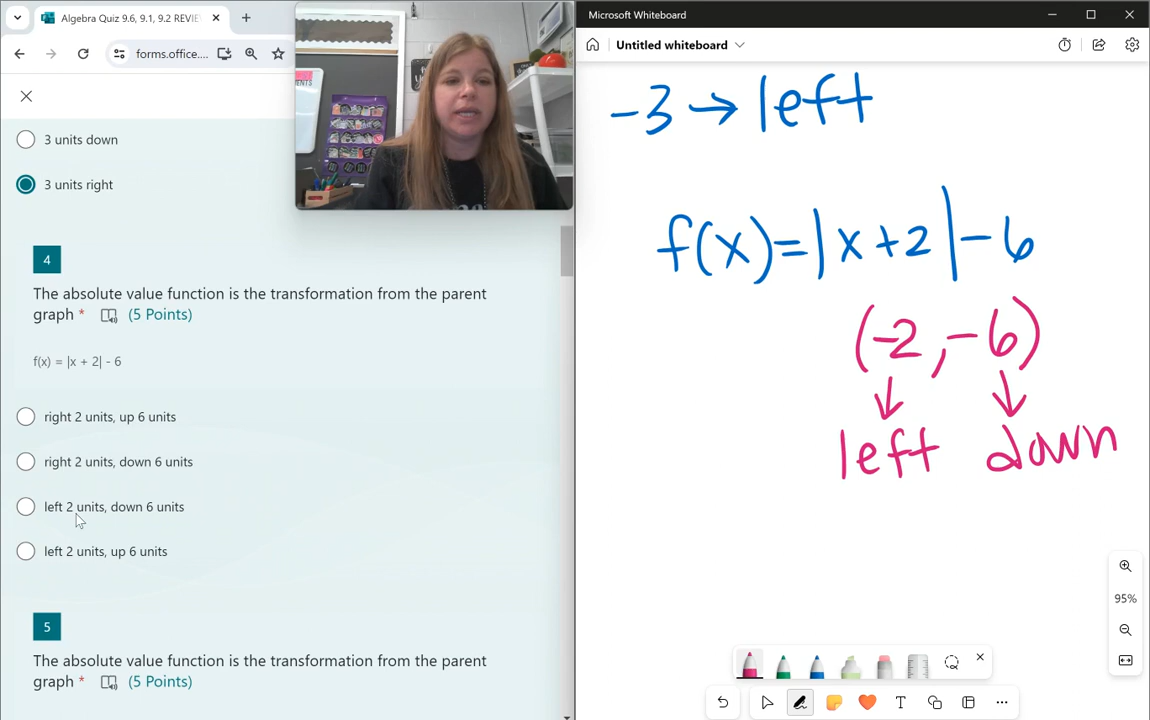 Algebra Quiz 9.6, 9.1, 9.2 REVIE
forms.office....
3 units down
3 units right
4
The absolute value function is the transformation from the parent
graph * (5 Points)
f(x) = |x + 2| - 6
right 2 units, up 6 units
right 2 units, down 6 units
left 2 units, down 6 units
left 2 units, up 6 units
5
The absolute value function is the transformation from the parent
graph * (5 Points)
Microsoft Whiteboard
Untitled whiteboard
-3 → left
f(x)=|x+2|-6
(-2,-6)
↓ ↓
left down
95%
T